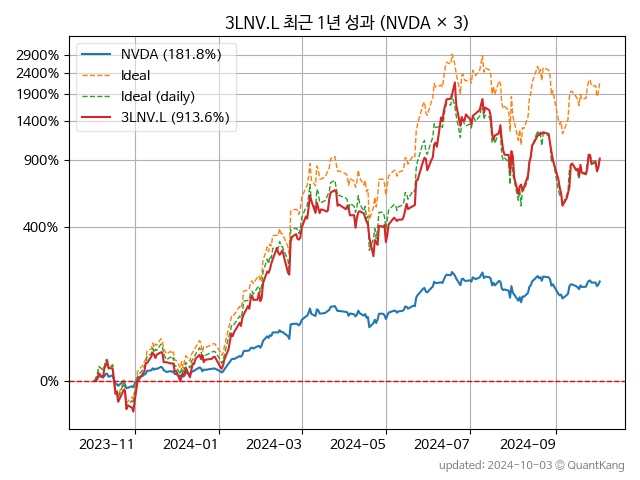 3LNV.L 최근 1년 성과 (NVDA × 3)
2900%
2400%
1900%
1400%
900%
400%
0%
NVDA (181.8%)
Ideal
Ideal (daily)
3LNV.L (913.6%)
2023-11
2024-01
2024-03
2024-05
2024-07
2024-09
updated: 2024-10-03 © QuantKang